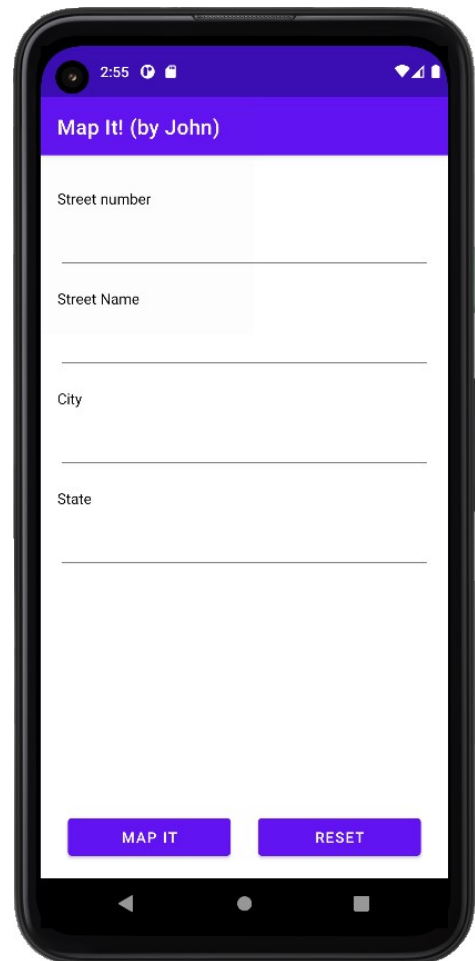 2:55
Map It! (by John)
Street number
Street Name
City
State
MAP IT RESET